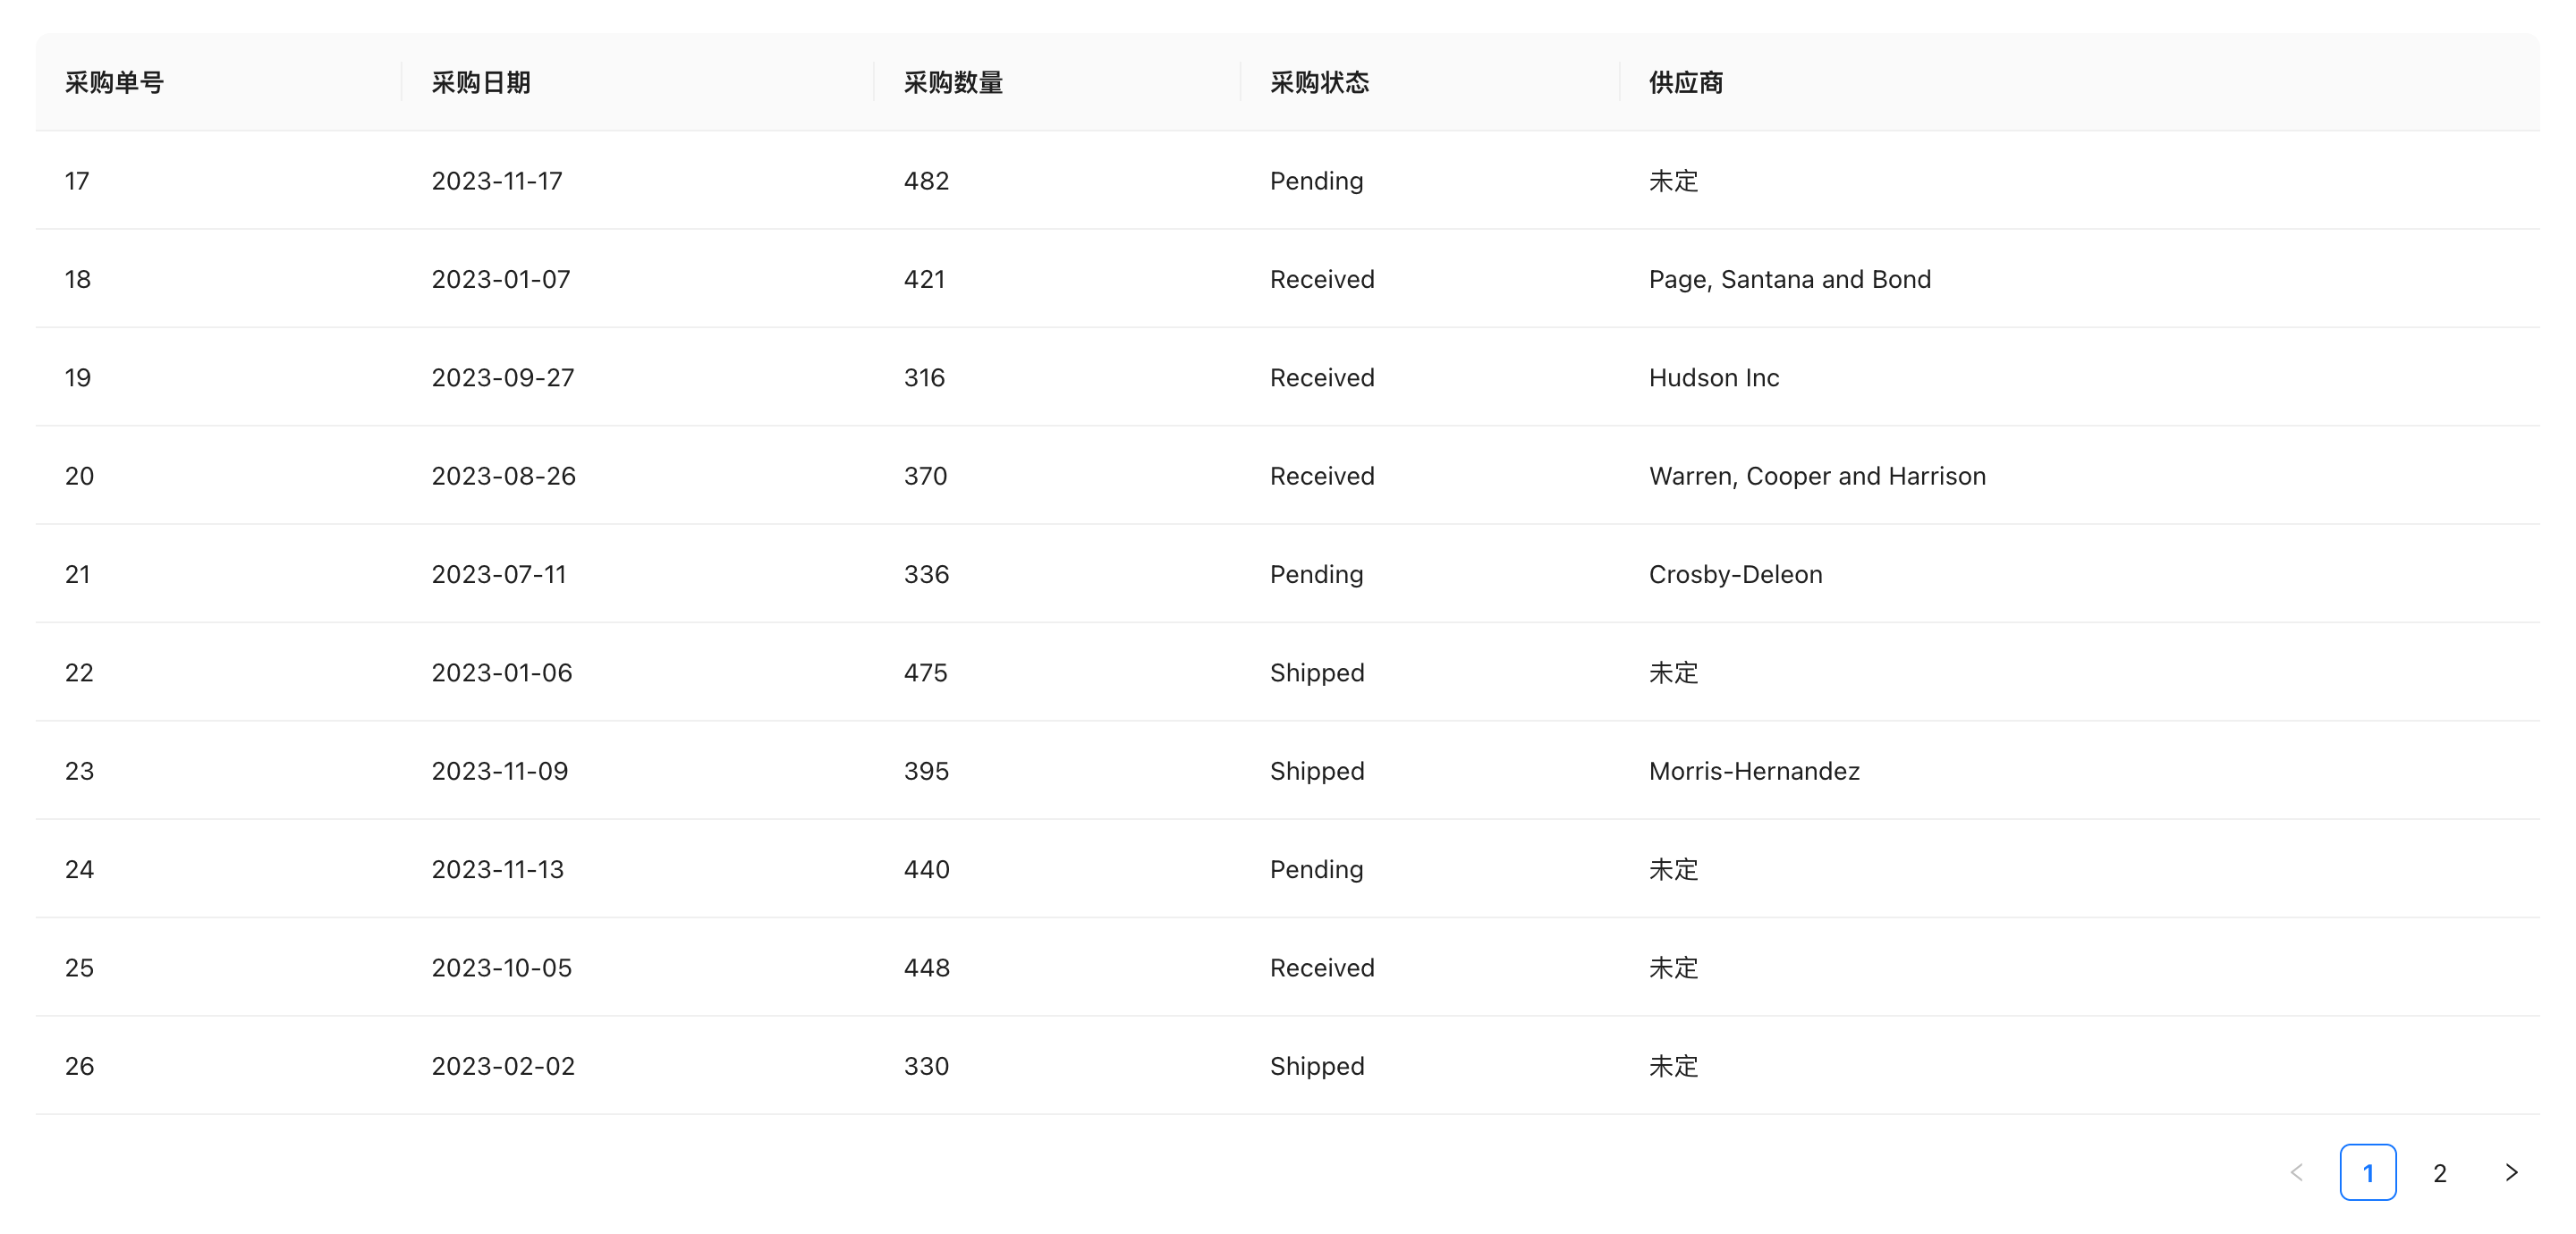 采购单号 采购日期 采购数量 采购状态 供应商
17 2023-11-17 482 Pending 未定
18 2023-01-07 421 Received Page, Santana and Bond
19 2023-09-27 316 Received Hudson Inc
20 2023-08-26 370 Received Warren, Cooper and Harrison
21 2023-07-11 336 Pending Crosby-Deleon
22 2023-01-06 475 Shipped 未定
23 2023-11-09 395 Shipped Morris-Hernandez
24 2023-11-13 440 Pending 未定
25 2023-10-05 448 Received 未定
26 2023-02-02 330 Shipped 未定
1 2